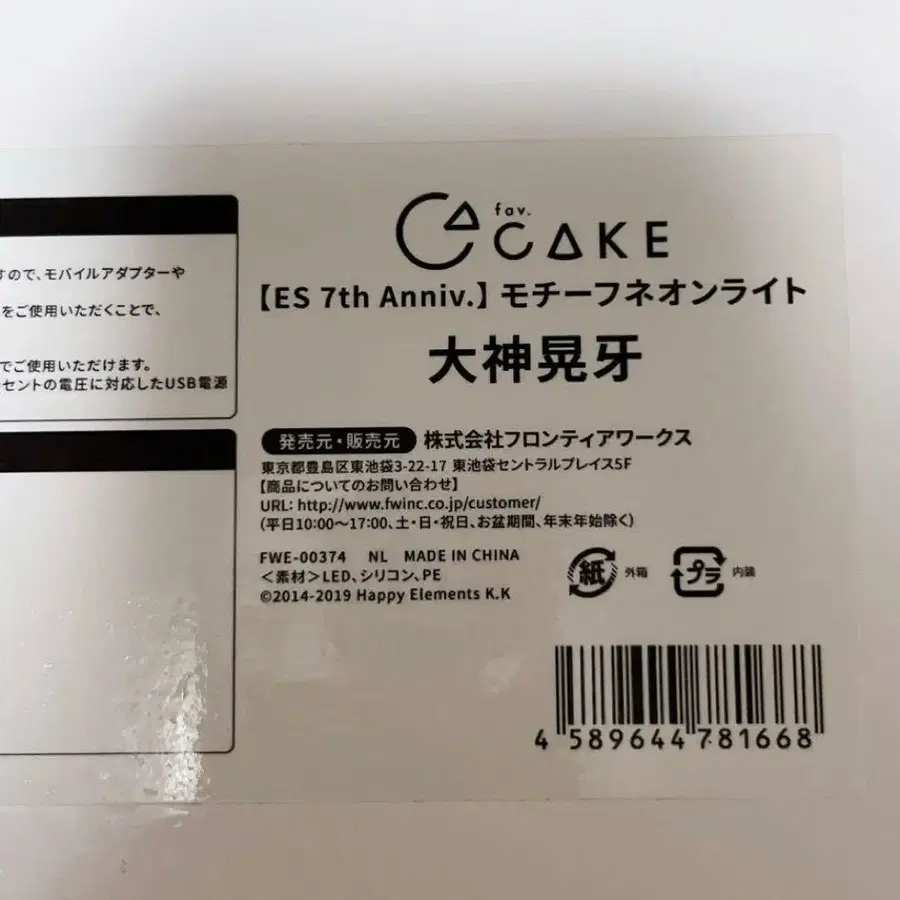 すので、モバイルアダプターや
をご使用いただくことで、
でご使用いただけます。
セントの電圧に対応したUSB電源
fav.
CAKE
【ES 7th Anniv.】モチーフネオンライト
大神晃牙
発売元・販売元 株式会社フロンティアワークス
東京都豊島区東池袋3-22-17 東池袋セントラルプレイス5F
【商品についてのお問い合わせ】
URL: http://www.fwinc.co.jp/customer/
(平日10:00～17:00、土・日・祝日、お盆期間、年末年始除く)
FWE-00374 NL MADE IN CHINA
＜素材＞LED、シリコン、PE
©2014-2019 Happy Elements K.K
紙 外箱 プラ 内装
4 589644 781668